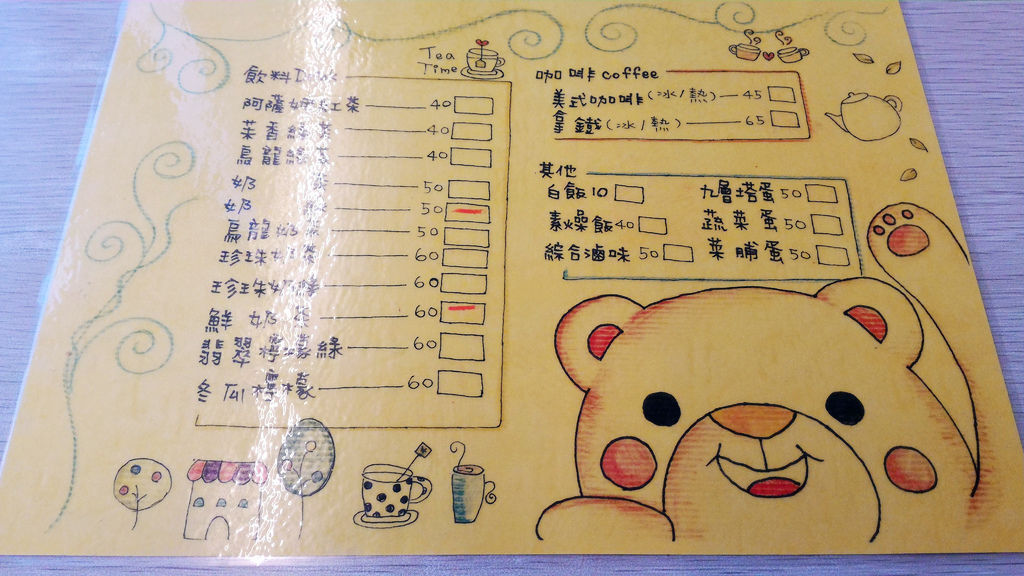 Tea
Time
飲料 Drink
阿薩姆紅茶 40
茉香綠茶 40
烏龍綠茶 40
奶 50
奶 50
烏龍奶茶 50
珍珠奶茶 60
珍珠奶 60
鮮奶茶 60
翡翠檸檬綠 60
冬瓜檸檬 60
咖啡 coffee
美式咖啡(冰/熱) 45
拿鐵(冰/熱) 65
其他
白飯 10 九層塔蛋 50
素燥飯 40 蔬菜蛋 50
綜合滷味 50 菜脯蛋 50